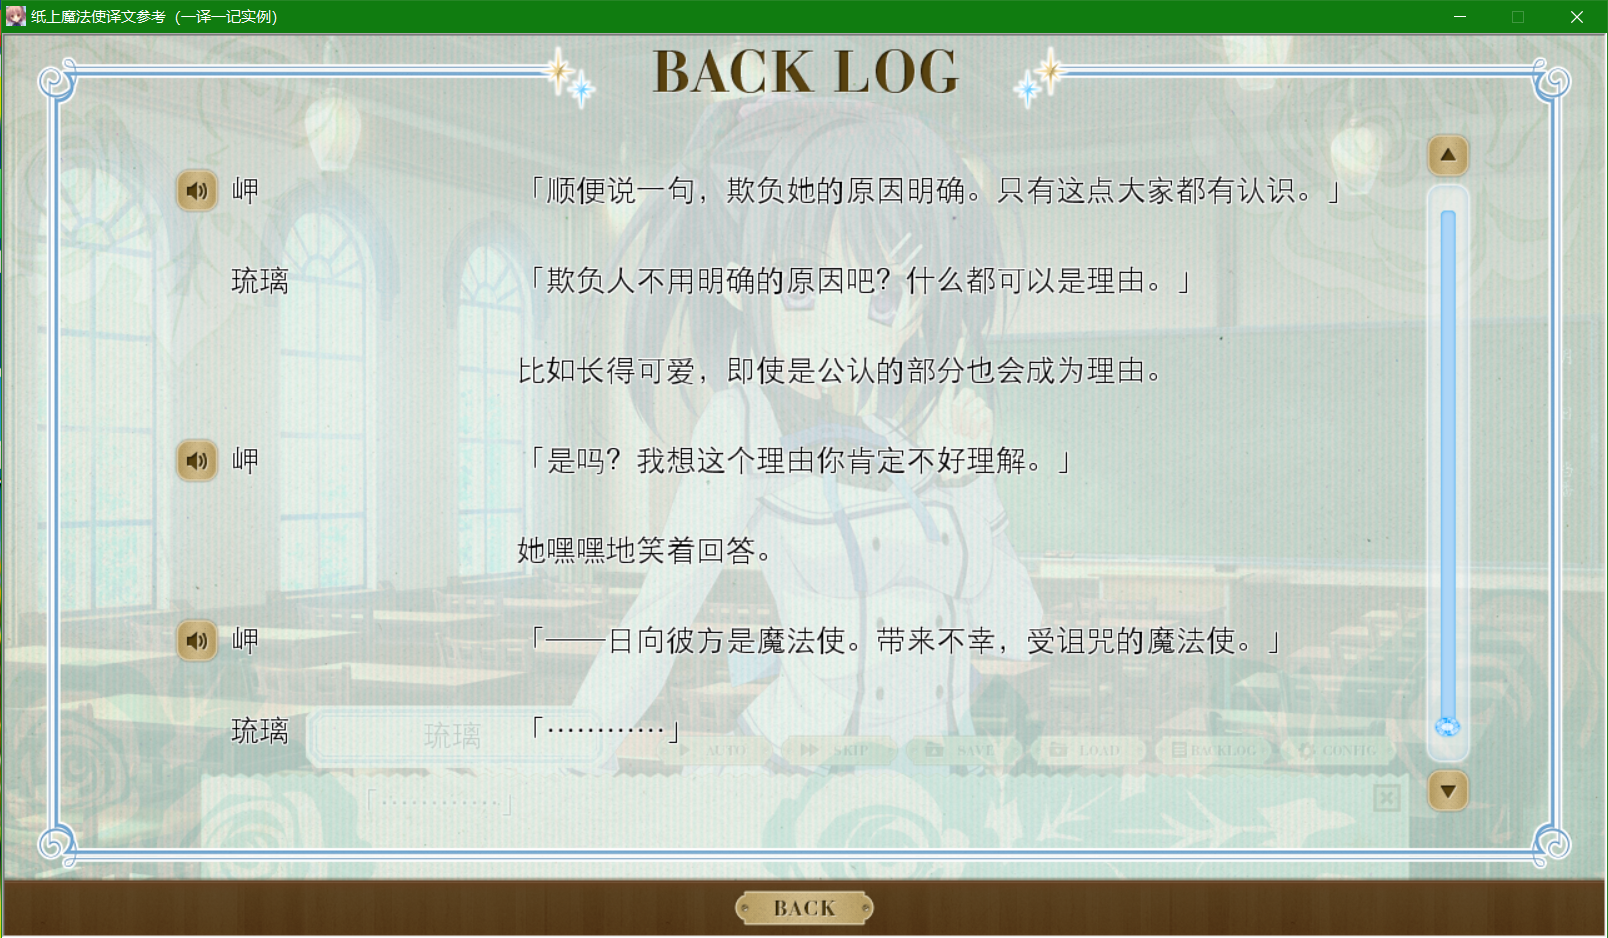 纸上魔法使译文参考（一译一记实例）
BACK LOG
岬
「顺便说一句，欺负她的原因明确。只有这点大家都有认识。」
琉璃
「欺负人不用明确的原因吧？什么都可以是理由。」
比如长得可爱，即使是公认的部分也会成为理由。
岬
「是吗？我想这个理由你肯定不好理解。」
她嘿嘿地笑着回答。
岬
「——日向彼方是魔法使。带来不幸，受诅咒的魔法使。」
琉璃
「…………」
琉璃
AUTO
SKIP
SAVE
LOAD
BACKLOG
CONFIG
「…………」
BACK